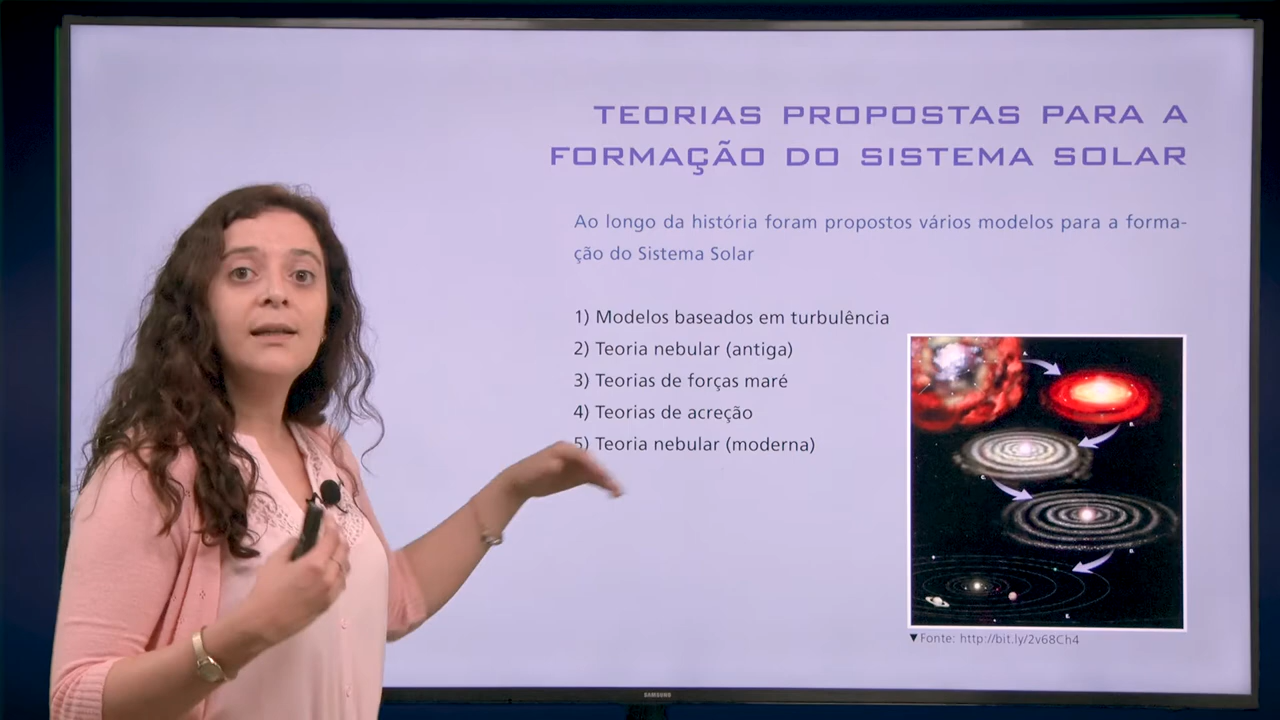 TEORIAS PROPOSTAS PARA A
FORMAÇÃO DO SISTEMA SOLAR
Ao longo da história foram propostos vários modelos para a forma-
ção do Sistema Solar
1) Modelos baseados em turbulência
2) Teoria nebular (antiga)
3) Teorias de forças maré
4) Teorias de acreção
5) Teoria nebular (moderna)
▼Fonte: http://bit.ly/2v68Ch4
SAMSUNG